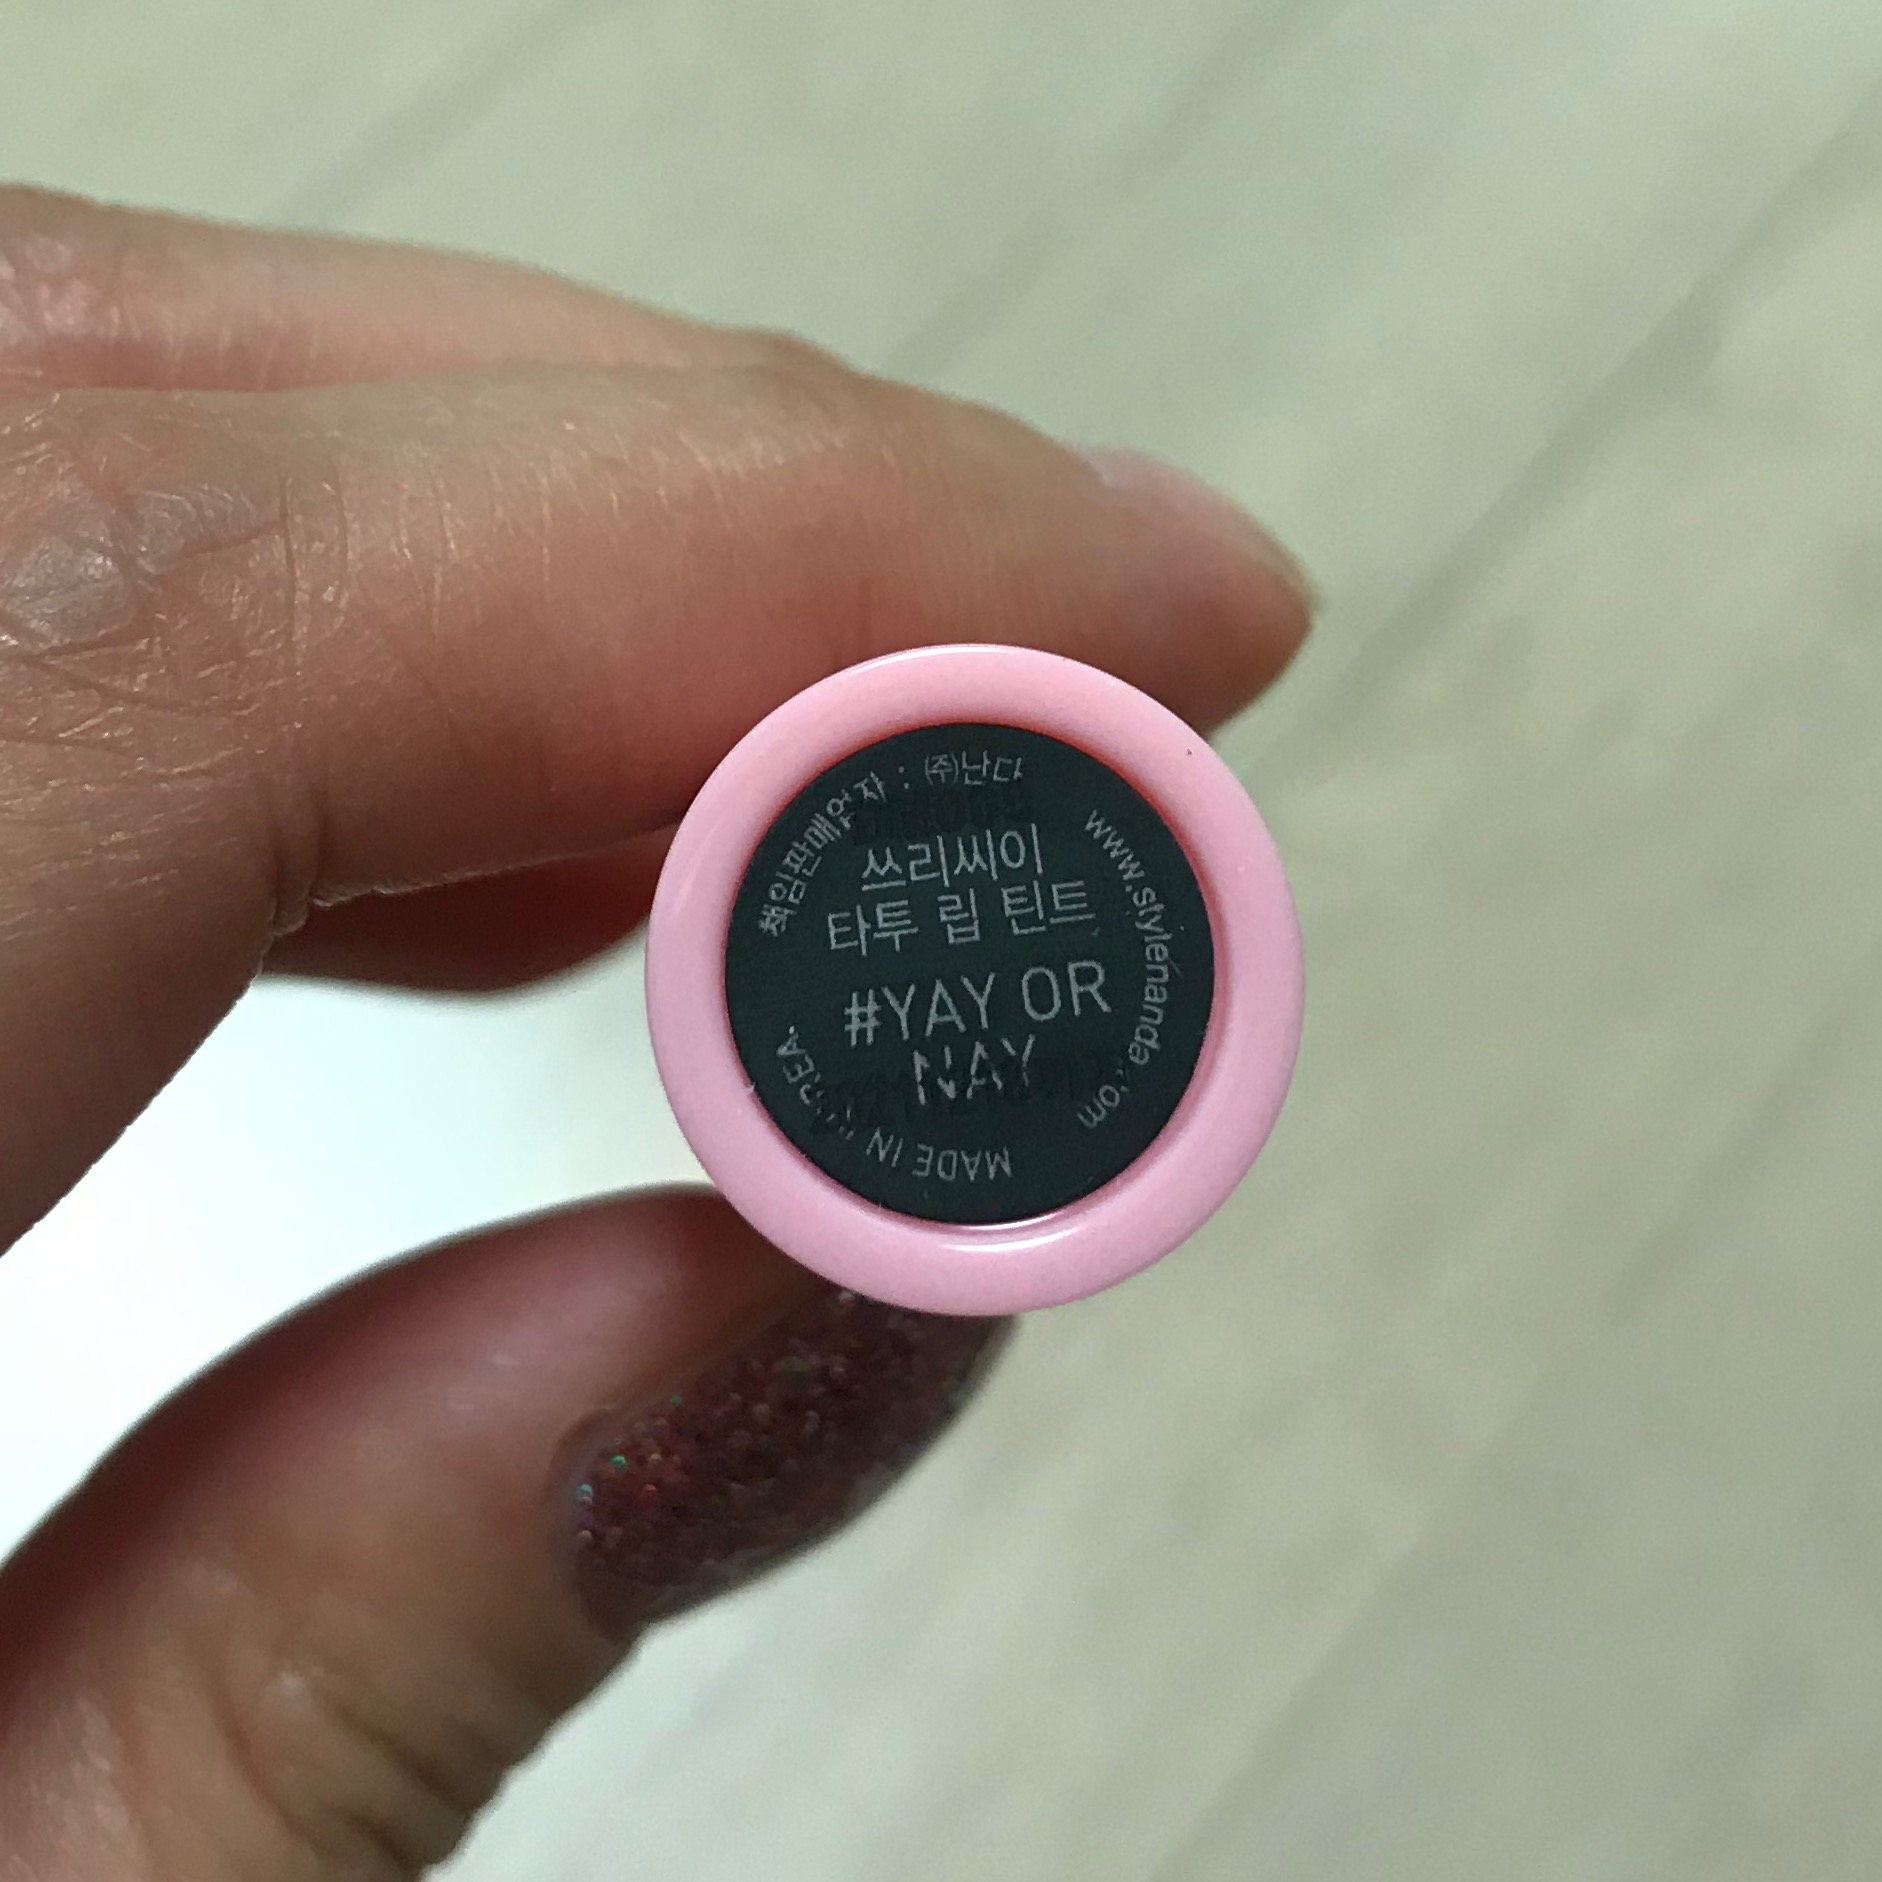 책임판매업자 : ㈜난다
쓰리씨이
타투 립 틴트
#YAY OR
NAY
www.stylenanda.com
MADE IN KOREA.